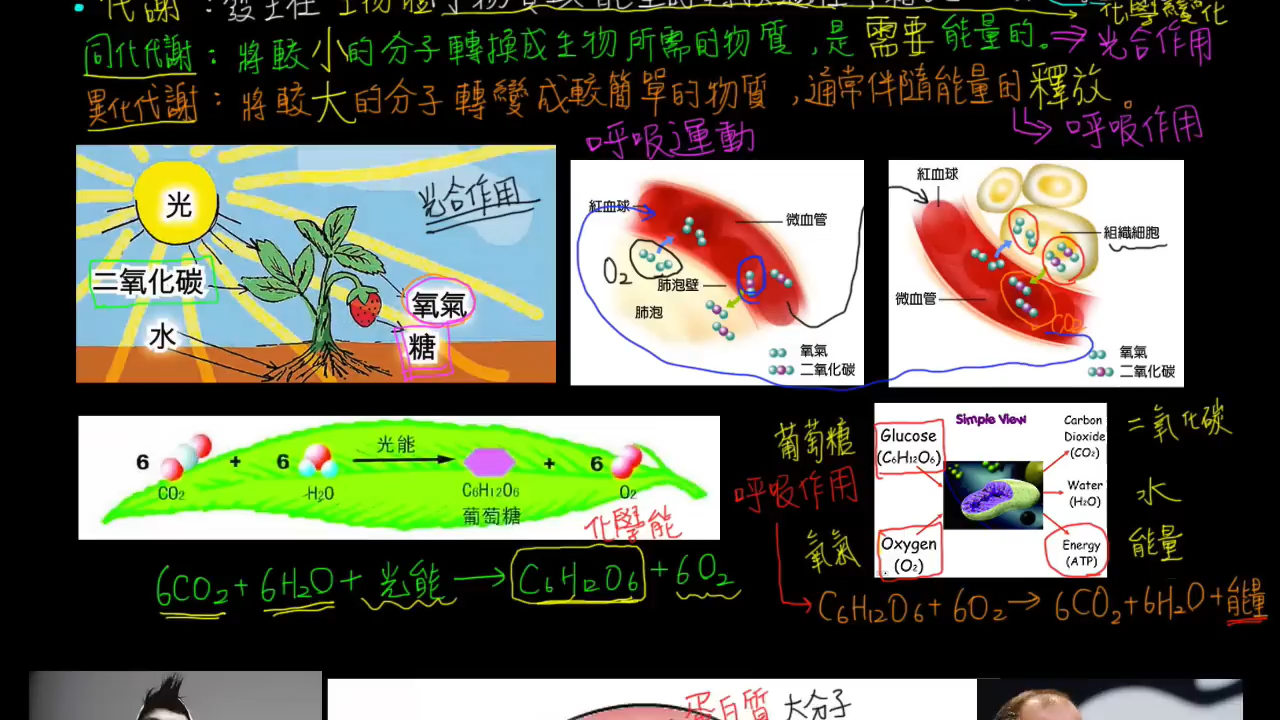 • 代謝：發生在生物體
化學變化
同化代謝：將較小的分子轉換成生物所需的物質，是需要能量的。⇒光合作用
異化代謝：將較大的分子轉變成較簡單的物質，通常伴隨能量的釋放。
呼吸作用
呼吸運動
光
光合作用
二氧化碳
水
氧氣
糖
紅血球
微血管
O2
肺泡壁
肺泡
氧氣
二氧化碳
紅血球
組織細胞
微血管
CO2
氧氣
二氧化碳
6 CO2 + 6 H2O 光能 C6H12O6 + 6 O2
葡萄糖
化學能
6CO2 + 6H2O + 光能 → C6H12O6 + 6O2
葡萄糖
呼吸作用
氧氣
Simple View
Glucose
(C6H12O6)
Oxygen
(O2)
Carbon
Dioxide
(CO2)
Water
(H2O)
Energy
(ATP)
二氧化碳
水
能量
C6H12O6 + 6O2 → 6CO2 + 6H2O + 能量
蛋白質 大分子